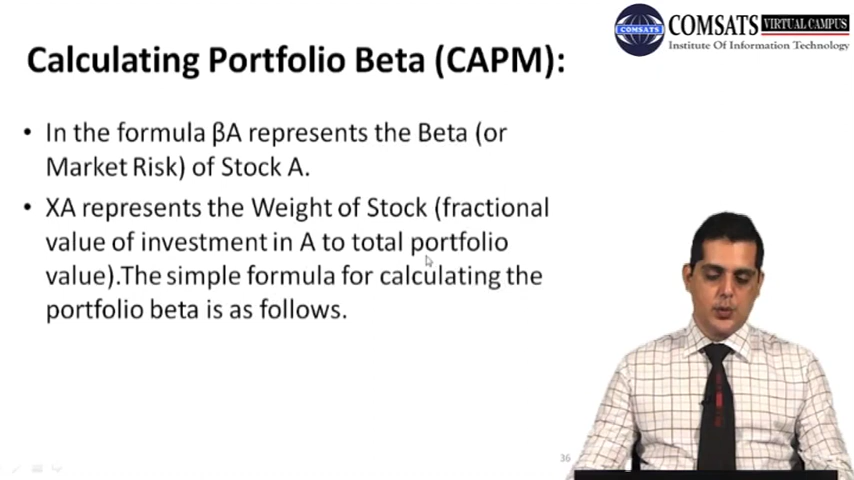 COMSATS VIRTUAL CAMPUS
Institute Of Information Technology
Calculating Portfolio Beta (CAPM):
• In the formula βA represents the Beta (or
Market Risk) of Stock A.
• XA represents the Weight of Stock (fractional
value of investment in A to total portfolio
value).The simple formula for calculating the
portfolio beta is as follows.
36